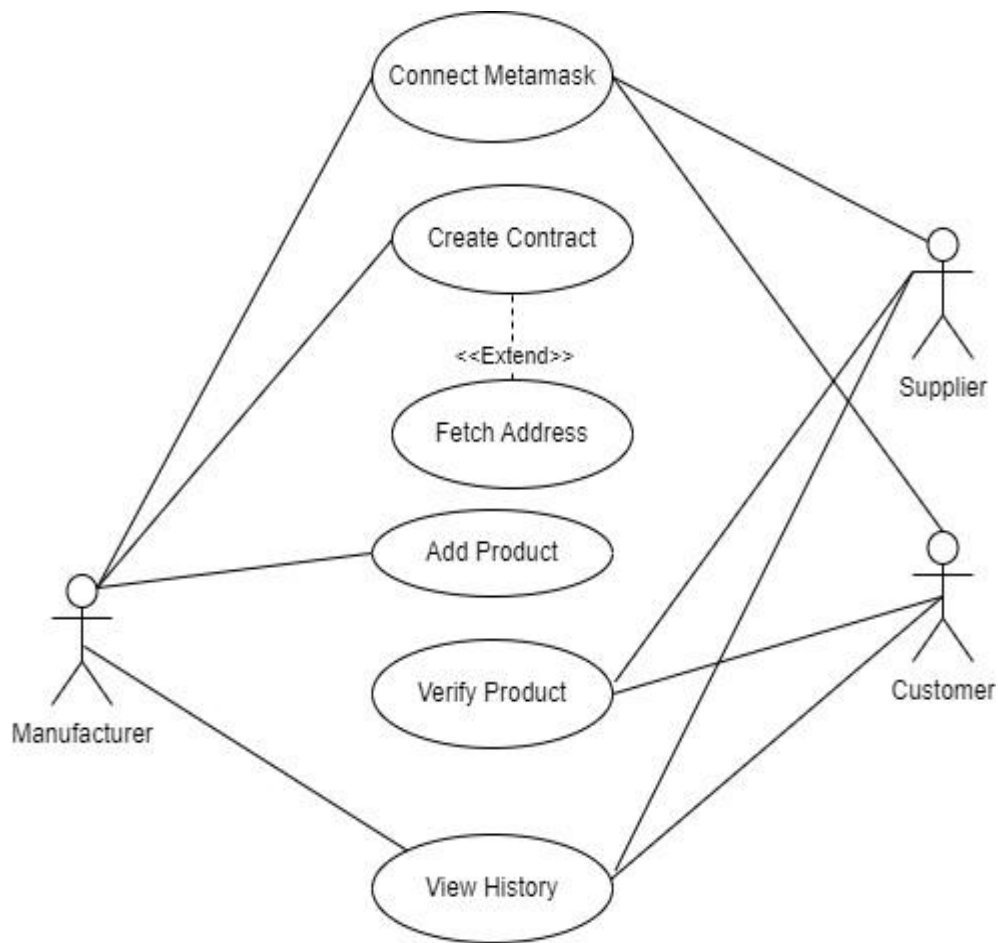 Connect Metamask
Create Contract
<<Extend>>
Supplier
Fetch Address
Add Product
Verify Product
Customer
Manufacturer
View History